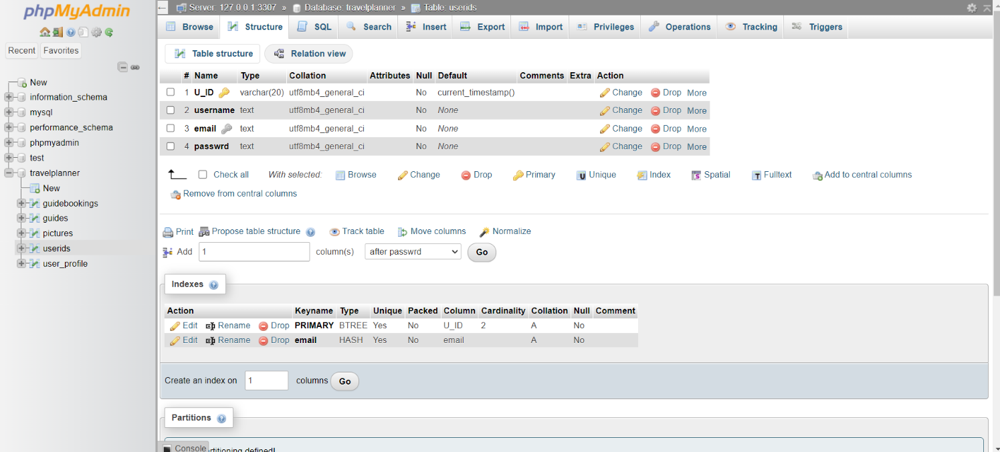 phpMyAdmin
Recent Favorites
New
information_schema
mysql
performance_schema
phpmyadmin
test
travelplanner
New
guidebookings
guides
pictures
userids
user_profile
Server: 127.0.0.1:3307 » Database: travelplanner » Table: userids
Browse Structure SQL Search Insert Export Import Privileges Operations Tracking Triggers
Table structure Relation view
# Name Type Collation Attributes Null Default Comments Extra Action
1 U_ID varchar(20) utf8mb4_general_ci No current_timestamp() Change Drop More
2 username text utf8mb4_general_ci No None Change Drop More
3 email text utf8mb4_general_ci No None Change Drop More
4 passwrd text utf8mb4_general_ci No None Change Drop More
Check all With selected: Browse Change Drop Primary U Unique Index S Spatial T Fulltext Add to central columns
Remove from central columns
Print Propose table structure Track table Move columns Normalize
Add 1 column(s) after passwrd Go
Indexes
Action Keyname Type Unique Packed Column Cardinality Collation Null Comment
Edit Rename Drop PRIMARY BTREE Yes No U_ID 2 A No
Edit Rename Drop email HASH Yes No email A No
Create an index on 1 columns Go
Partitions
Console rtitioning defined!